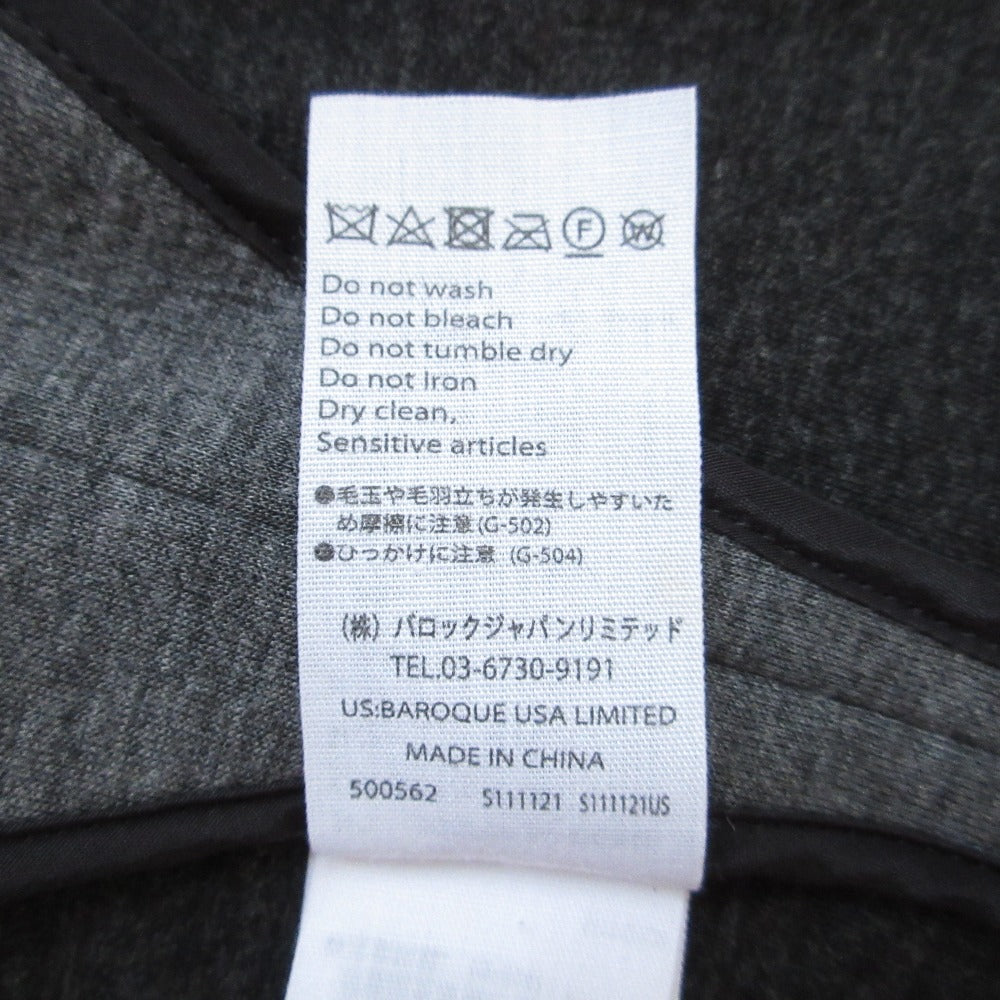 F W
Do not wash
Do not bleach
Do not tumble dry
Do not Iron
Dry clean,
Sensitive articles
●毛玉や毛羽立ちが発生しやすいた
め摩擦に注意(G-502)
●ひっかけに注意 (G-504)
(株) バロックジャパンリミテッド
TEL.03-6730-9191
US:BAROQUE USA LIMITED
MADE IN CHINA
500562 S111121 S111121US